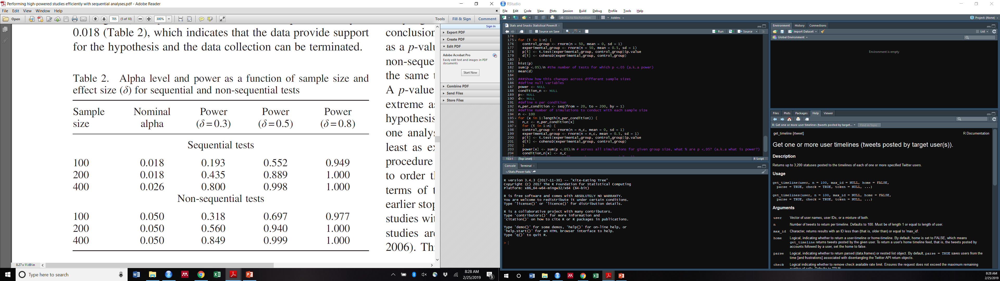 Performing high-powered studies efficiently with sequential analyses.pdf - Adobe Reader
File Edit View Window Help
Open 705 (5 of 10) 300% Tools Fill & Sign Comment
0.018 (Table 2), which indicates that the data provide support
for the hypothesis and the data collection can be terminated.
Table 2. Alpha level and power as a function of sample size and
effect size (δ) for sequential and non-sequential tests
Sample Nominal Power Power Power
size alpha (δ = 0.3) (δ = 0.5) (δ = 0.8)
Sequential tests
100 0.018 0.193 0.552 0.949
200 0.018 0.435 0.889 1.000
400 0.026 0.800 0.998 1.000
Non-sequential tests
100 0.050 0.318 0.697 0.977
200 0.050 0.560 0.940 1.000
400 0.050 0.849 0.999 1.000
conclusion
as a p-valu
non-seque
the same t
A p-value
extreme as
hypothesis
one analys
least as ex
procedure
to order tl
terms of t
earlier stop
studies wit
studies are
2006). Thi
8.27 x 11.69 in
Sign In
Export PDF
Create PDF
Edit PDF
Adobe Acrobat Pro
Easily edit text and images in PDF
documents
Start Now
Combine PDF
Send Files
Store Files
Type here to search
8:28 AM
2/25/2019
3
RStudio
File Edit Code View Plots Session Build Debug Profile Tools Help
Go to file/function Addins
Project: (None)
Stats and Snacks Statistical Power.R
Source on Save Run Source
174
175 for (i in 1:n) {
176 control_group <- rnorm(n = 50, mean = 0, sd = 1)
177 experimental_group <- rnorm(n = 50, mean = 0.5, sd = 1)
178 p[i] <- t.test(experimental_group, control_group)$p.value
179 d[i] <- cohensD(experimental_group, control_group)
180 }
181 hist(p)
182 sum(p <.05)/n #the number of tests for which p <.05 (a.k.a power)
183 mean(d)
184
185 ###Show how this changes across different sample sizes
186 #define null variables
187 power <- NULL
188 condition_n <- NULL
189 p<- NULL
190 d<- NULL
191 #define n per condition
192 n_per_condition <- seq(from = 20, to = 200, by = 1)
193 #define number of simulations to conduct with each sample size
194 n <- 100
195 for (x in 1:length(n_per_condition)) {
196 n_c <- n_per_condition[x]
197 for (i in 1:n) {
198 control_group <- rnorm(n = n_c, mean = 0, sd = 1)
199 experimental_group <- rnorm(n = n_c, mean = 0.5, sd = 1)
200 p[i] <- t.test(experimental_group, control_group)$p.value
201 d[i] <- cohensD(experimental_group, control_group)
202 }
203 power[x] <- sum(p <.05)/n # across all simulations for given group size, what % are p <.05? (a.k.a what is power?)
204 condition_n[x] <- n_c
153:1 (Top Level) R Script
Console Terminal
~/Stats/Power talk/
R version 3.4.3 (2017-11-30) -- "Kite-Eating Tree"
Copyright (C) 2017 The R Foundation for Statistical Computing
Platform: x86_64-w64-mingw32/x64 (64-bit)
R is free software and comes with ABSOLUTELY NO WARRANTY.
You are welcome to redistribute it under certain conditions.
Type 'license()' or 'licence()' for distribution details.
R is a collaborative project with many contributors.
Type 'contributors()' for more information and
'citation()' on how to cite R or R packages in publications.
Type 'demo()' for some demos, 'help()' for on-line help, or
'help.start()' for an HTML browser interface to help.
Type 'q()' to quit R.
>
Environment History Connections
Import Dataset List
Global Environment
Environment is empty
Files Plots Packages Help Viewer
R: Get one or more user timelines (tweets posted by target... Find in Topic
get_timeline {rtweet} R Documentation
Get one or more user timelines (tweets posted by target user(s)).
Description
Returns up to 3,200 statuses posted to the timelines of each of one or more specified Twitter users.
Usage
get_timeline(user, n = 100, max_id = NULL, home = FALSE,
parse = TRUE, check = TRUE, token = NULL, ...)
get_timelines(user, n = 100, max_id = NULL, home = FALSE,
parse = TRUE, check = TRUE, token = NULL, ...)
Arguments
user Vector of user names, user IDs, or a mixture of both.
n Number of tweets to return per timeline. Defaults to 100. Must be of length 1 or equal to length of user.
max_id Character, returns results with an ID less than (that is, older than) or equal to 'max_id'.
home Logical, indicating whether to return a user-timeline or home-timeline. By default, home is set to FALSE, which means
get_timeline returns tweets posted by the given user. To return a user's home timeline feed, that is, the tweets posted by
accounts followed by a user, set the home to false.
parse Logical, indicating whether to return parsed (data.frames) or nested list object. By default, parse = TRUE saves users from the
time [and frustrations] associated with disentangling the Twitter API return objects.
check Logical indicating whether to remove check available rate limit. Ensures the request does not exceed the maximum remaining
number of calls. Defaults to TRUE
8:28 AM
2/25/2019